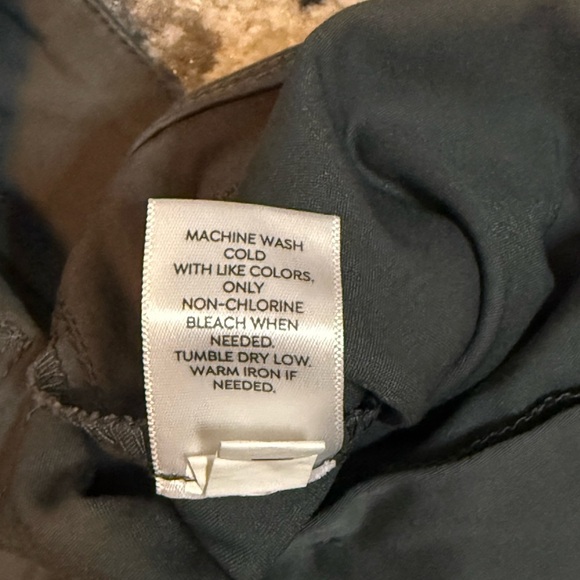 MACHINE WASH
COLD
WITH LIKE COLORS,
ONLY
NON-CHLORINE
BLEACH WHEN
NEEDED.
TUMBLE DRY LOW.
WARM IRON IF
NEEDED.